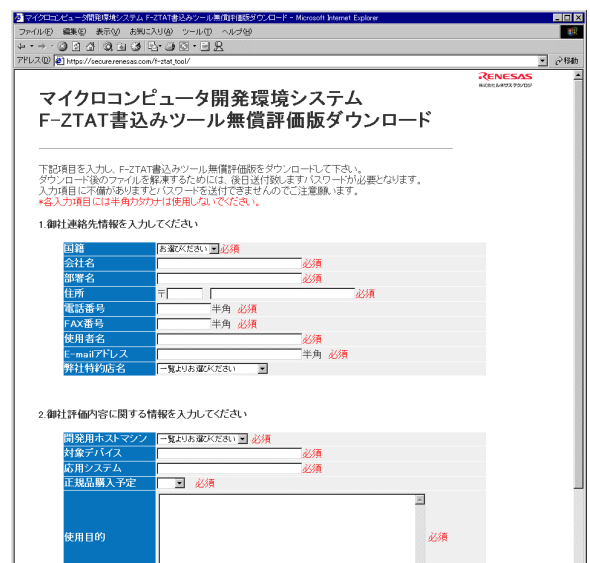 マイクロコンピュータ開発環境システム F-ZTAT書込みツール無償評価版ダウンロード - Microsoft Internet Explorer
ファイル(F) 編集(E) 表示(V) お気に入り(A) ツール(T) ヘルプ(H)
アドレス(D) https://secure.renesas.com/f-ztat_tool/ 移動
RENESAS
株式会社ルネサス テクノロジ
マイクロコンピュータ開発環境システム
F-ZTAT書込みツール無償評価版ダウンロード
下記項目を入力し、F-ZTAT書込みツール無償評価版をダウンロードして下さい。
ダウンロード後のファイルを解凍するためには、後日送付致しますパスワードが必要となります。
入力項目に不備がありますとパスワードを送付できませんのでご注意願います。
*各入力項目には半角カタカナは使用しないでください。
1.御社連絡先情報を入力してください
国籍 お選びください 必須
会社名 必須
部署名 必須
住所 〒 必須
電話番号 半角 必須
FAX番号 半角 必須
使用者名 必須
E-mailアドレス 半角 必須
弊社特約店名 一覧よりお選びください
2.御社評価内容に関する情報を入力してください
開発用ホストマシン 一覧よりお選びください 必須
対象デバイス 必須
応用システム 必須
正規品購入予定 必須
使用目的 必須